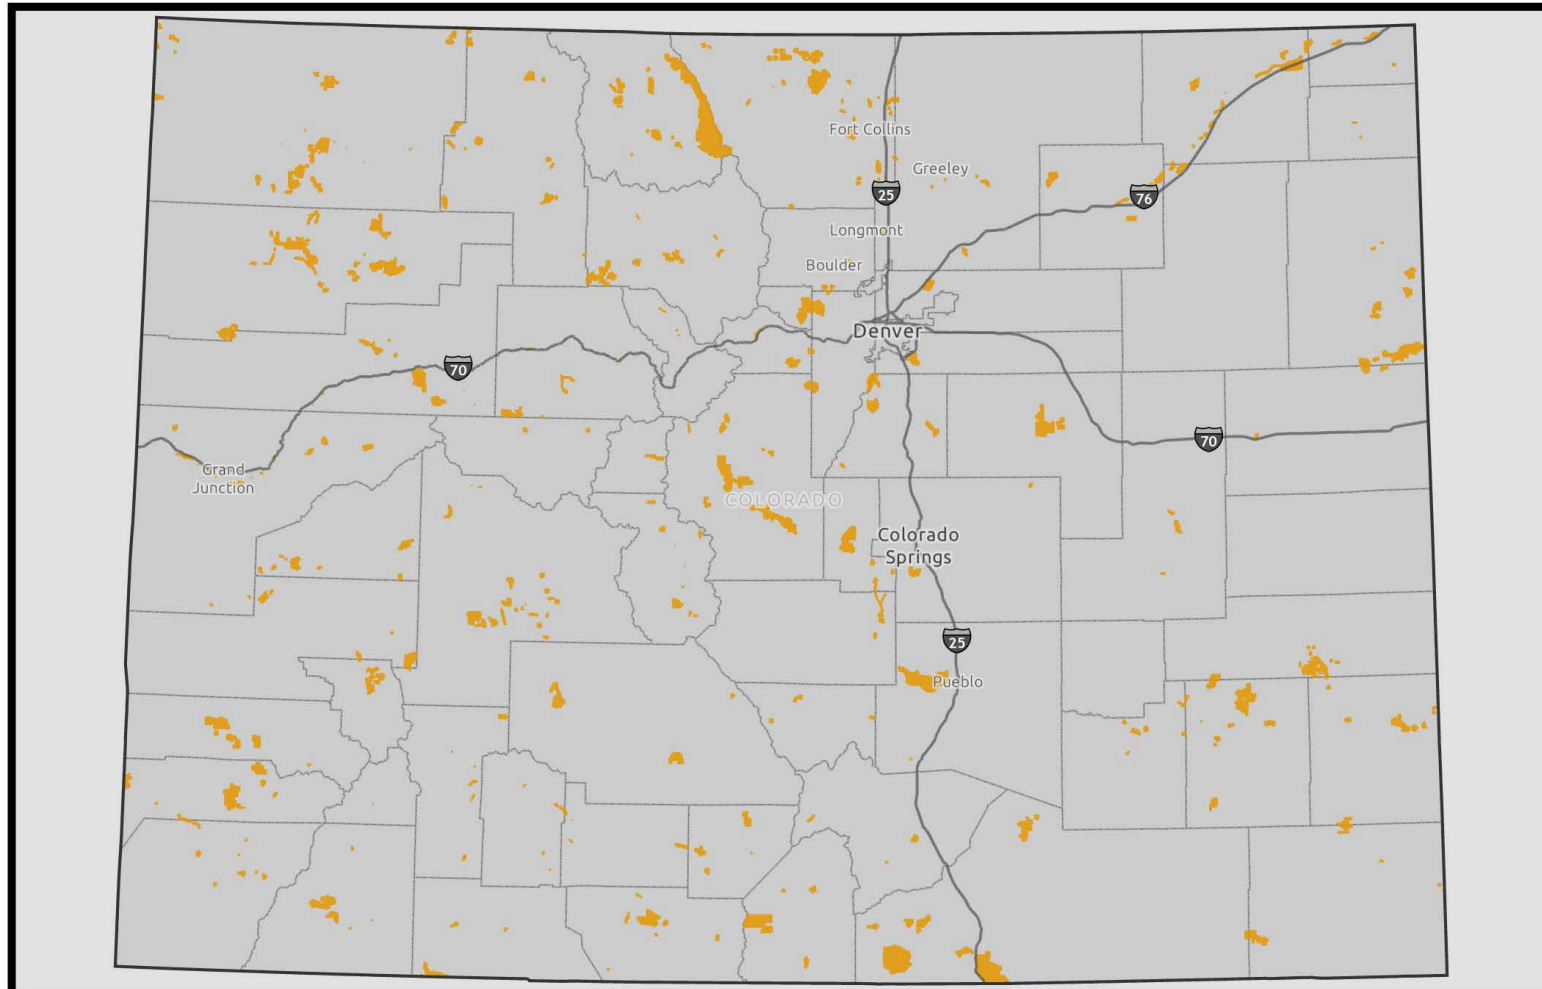 Fort Collins
Greeley
25
76
Longmont
Boulder
Denver
70
70
Grand
Junction
COLORADO
Colorado
Springs
25
Pueblo